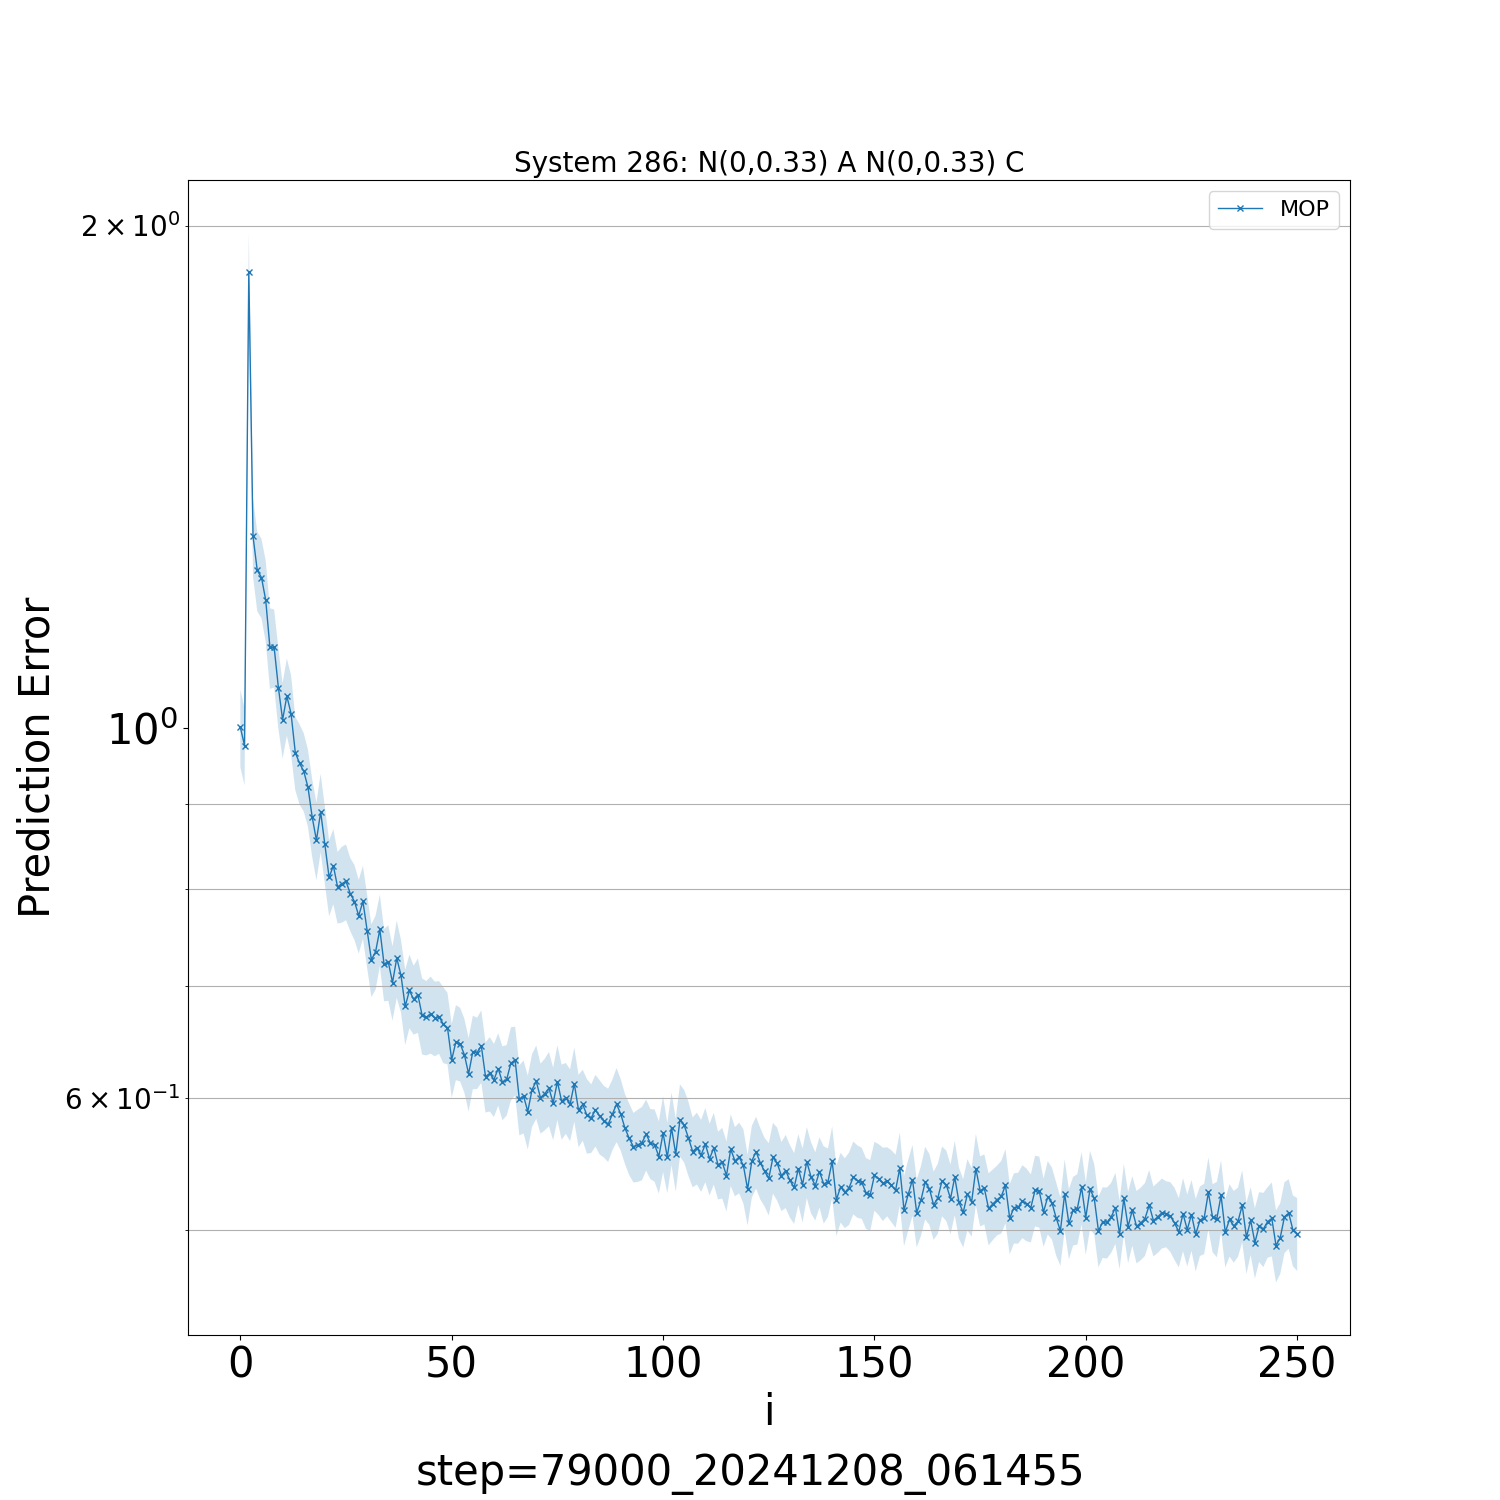 System 286: N(0,0.33) A N(0,0.33) C
MOP
2 × 10⁰
10⁰
6 × 10⁻¹
Prediction Error
0 50 100 150 200 250
i
step=79000_20241208_061455